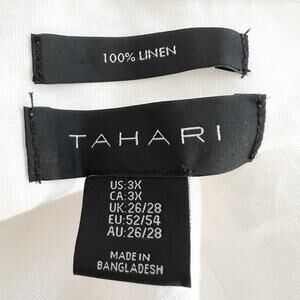 100% LINEN
TAHARI
US: 3X
CA: 3X
UK: 26/28
EU: 52/54
AU: 26/28
MADE IN
BANGLADESH